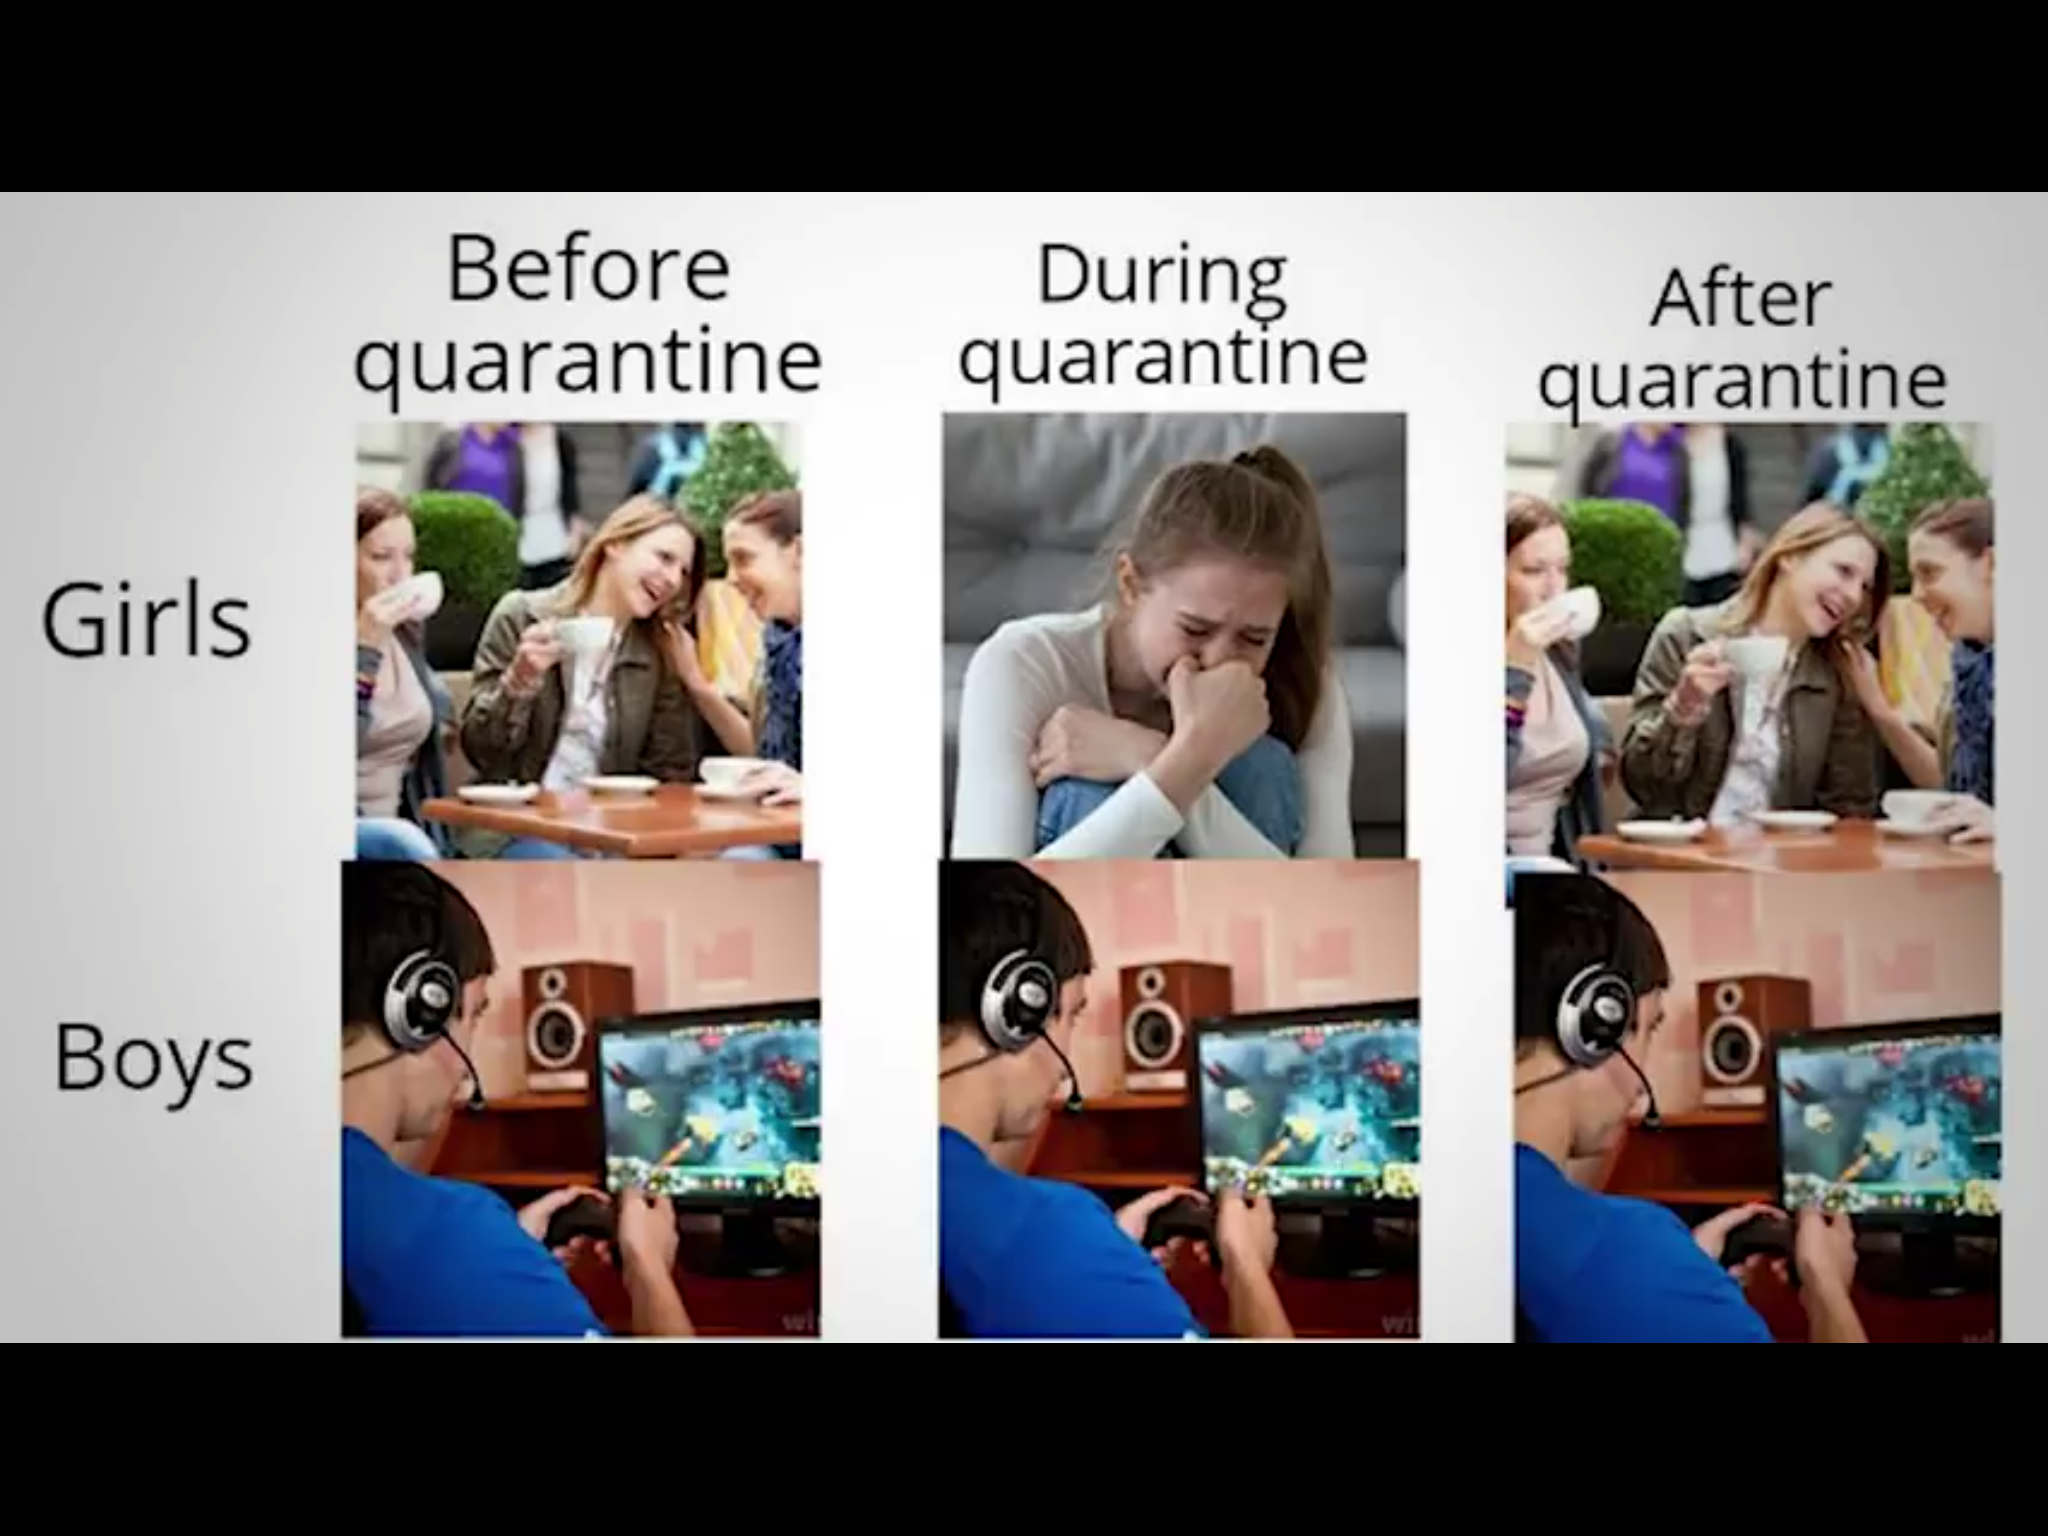 Before
quarantine
During
quarantine
After
quarantine
Girls
Boys